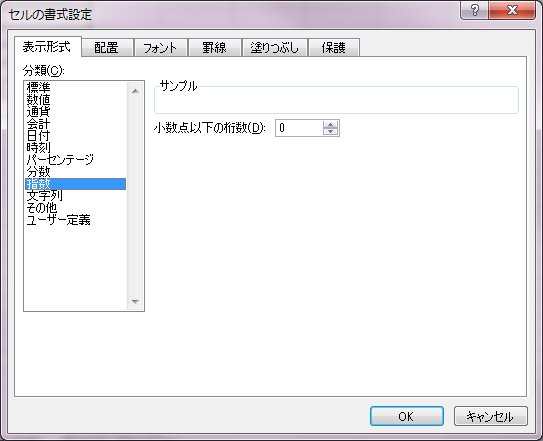 セルの書式設定
表示形式 配置 フォント 罫線 塗りつぶし 保護
分類(C):
標準
数値
通貨
会計
日付
時刻
パーセンテージ
分数
指数
文字列
その他
ユーザー定義
サンプル
小数点以下の桁数(D): 0
OK キャンセル